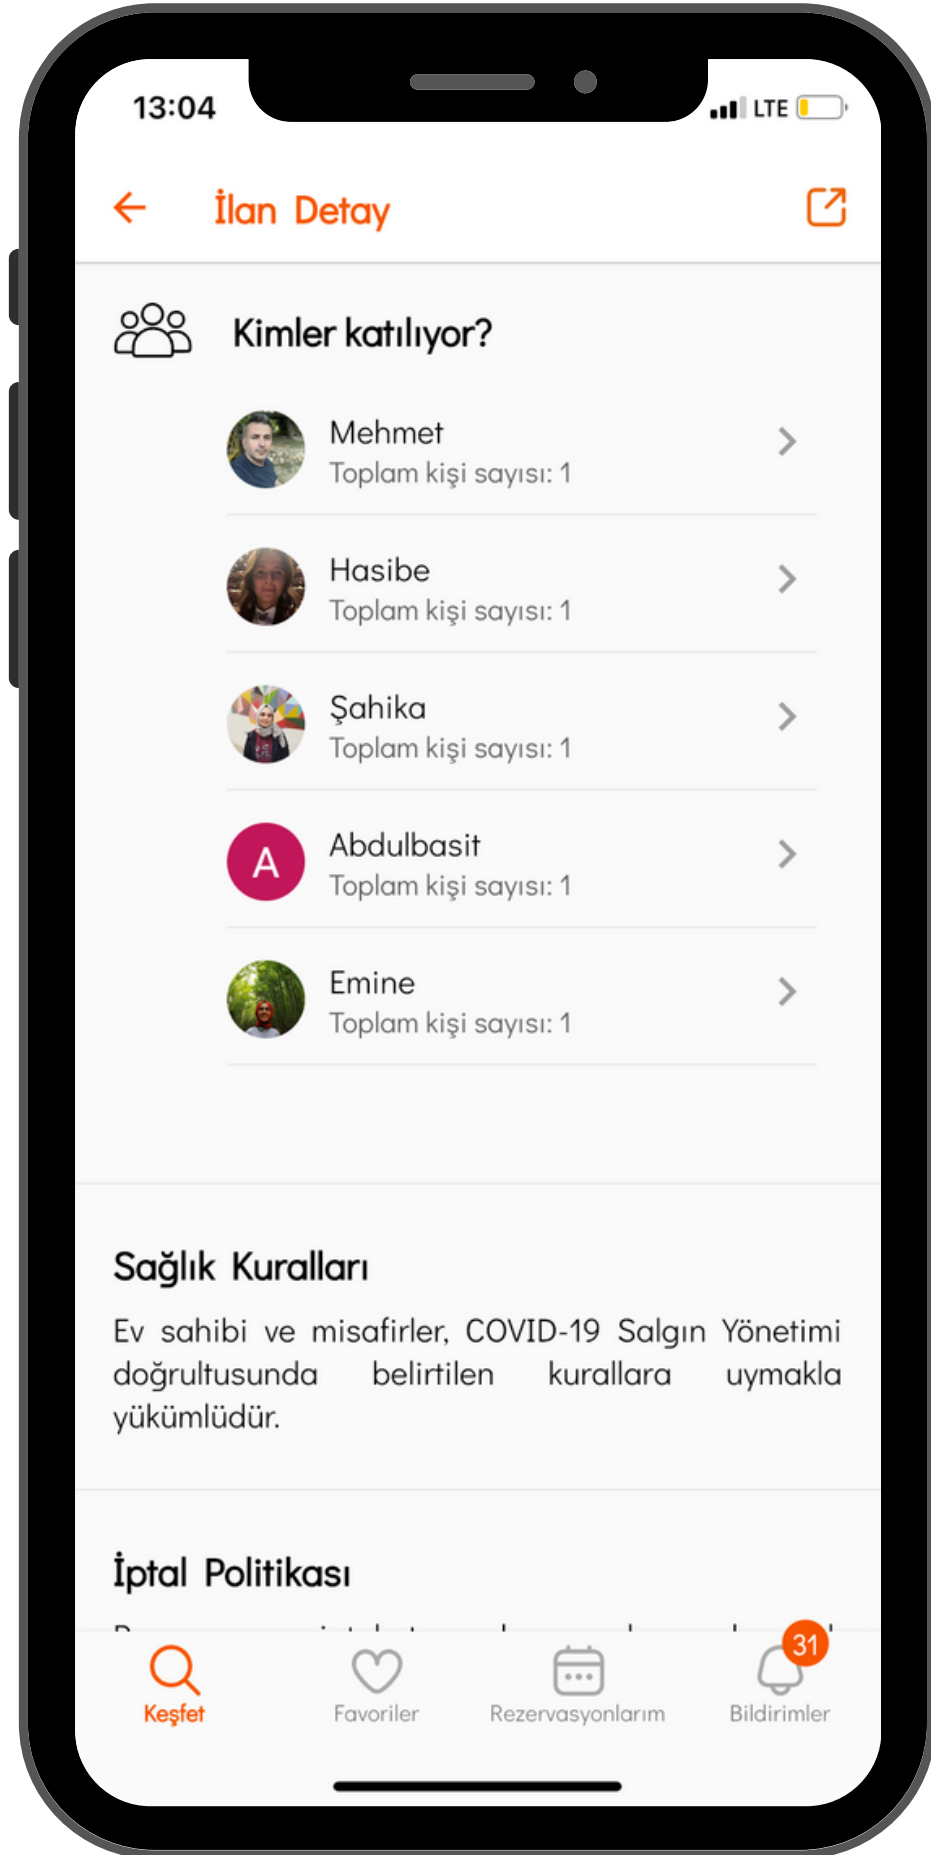 13:04
LTE
İlan Detay
Kimler katılıyor?
Mehmet
Toplam kişi sayısı: 1
Hasibe
Toplam kişi sayısı: 1
Şahika
Toplam kişi sayısı: 1
A
Abdulbasit
Toplam kişi sayısı: 1
Emine
Toplam kişi sayısı: 1
Sağlık Kuralları
Ev sahibi ve misafirler, COVID-19 Salgın Yönetimi
doğrultusunda belirtilen kurallara uymakla
yükümlüdür.
İptal Politikası
31
Keşfet
Favoriler
Rezervasyonlarım
Bildirimler